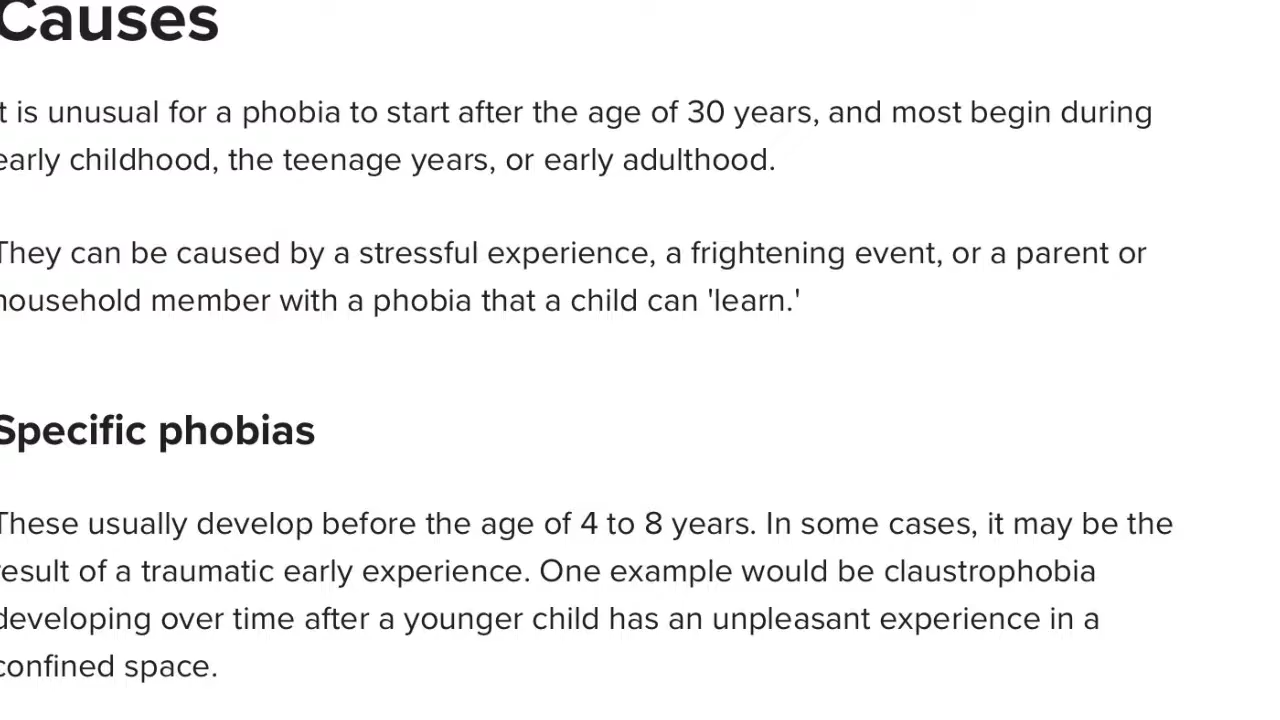 Causes
t is unusual for a phobia to start after the age of 30 years, and most begin during
early childhood, the teenage years, or early adulthood.
They can be caused by a stressful experience, a frightening event, or a parent or
household member with a phobia that a child can 'learn.'
Specific phobias
These usually develop before the age of 4 to 8 years. In some cases, it may be the
result of a traumatic early experience. One example would be claustrophobia
developing over time after a younger child has an unpleasant experience in a
confined space.